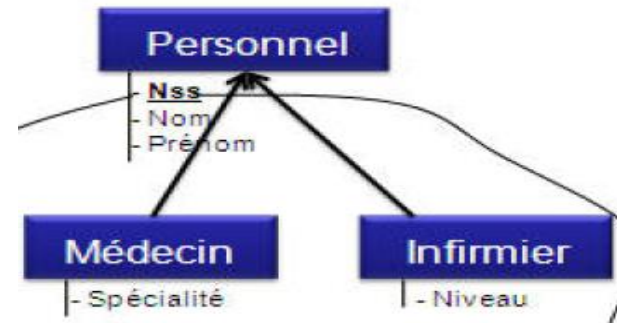 Personnel
- Nss
- Nom
- Prénom
Médecin
Infirmier
- Spécialité
- Niveau